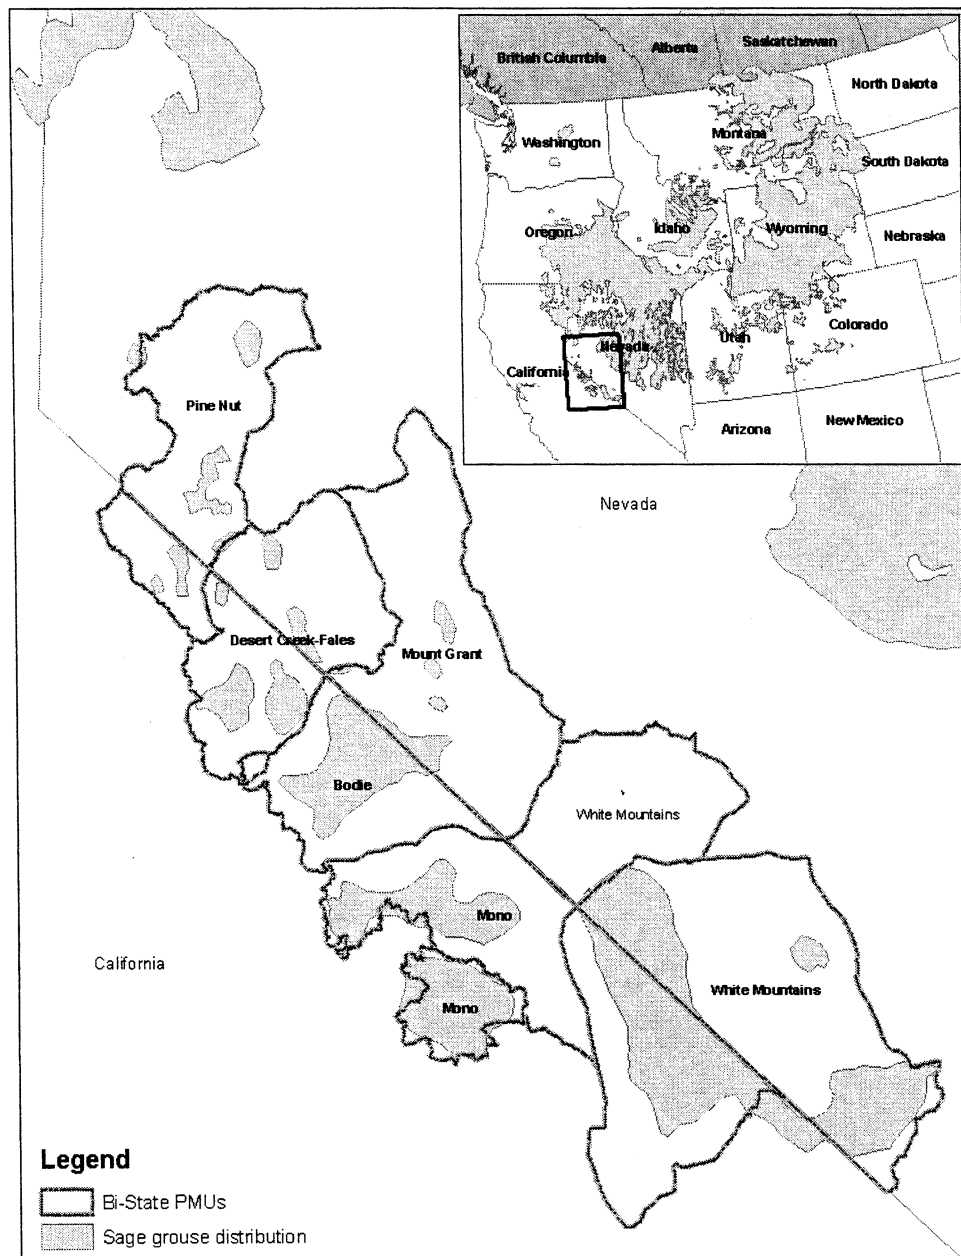 British Columbia
Alberta
Saskatchewan
North Dakota
Washington
Montana
South Dakota
Oregon
Idaho
Wyoming
Nebraska
California
Nevada
Utah
Colorado
Arizona
New Mexico
Pine Nut
Nevada
Desert Creek-Fales
Mount Grant
Bodie
White Mountains
Mono
California
White Mountains
Mono
Legend
Bi-State PMUs
Sage grouse distribution